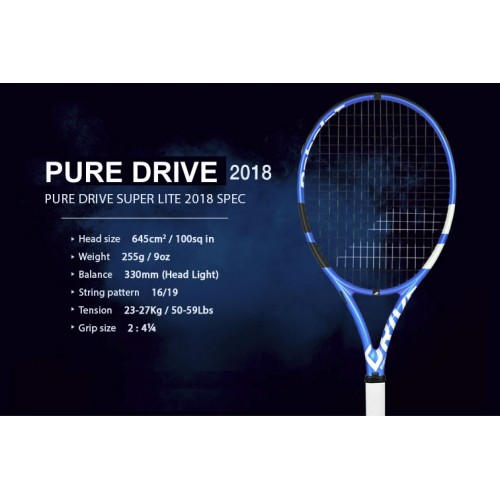 PURE DRIVE 2018
PURE DRIVE SUPER LITE 2018 SPEC
Head size 645cm² / 100sq in
Weight 255g / 9oz
Balance 330mm (Head Light)
String pattern 16/19
Tension 23-27Kg / 50-59Lbs
Grip size 2 : 4¼